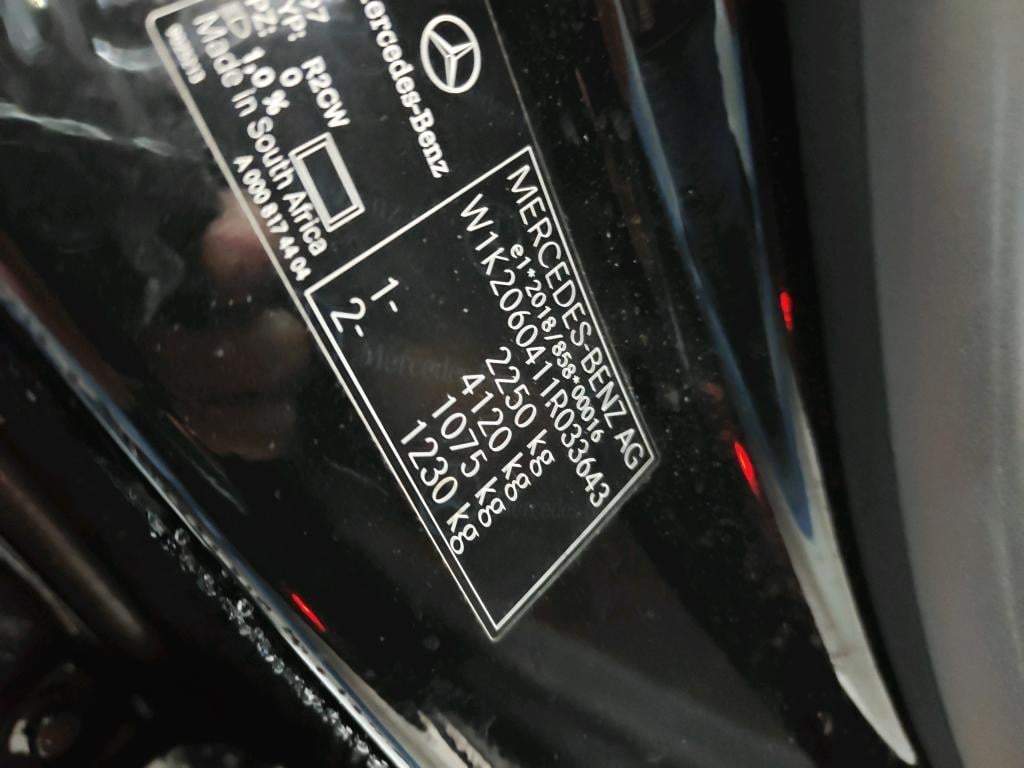 MERCEDES-BENZ AG
e1*2018/858*00016
W1K2060411R033643
2250 kg
4120 kg
1- 1075 kg
2- 1230 kg
Mercedes-Benz
R2CW
0
1,0 %
Made in South Africa
A 000 817 44 04